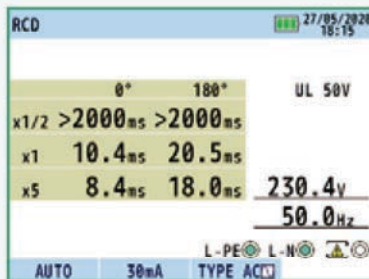 RCD 27/05/2020
18:15
0° 180° UL 50V
x1/2 >2000ms >2000ms
x1 10.4ms 20.5ms
x5 8.4ms 18.0ms 230.4V
50.0Hz
L-PE L-N
AUTO 30mA TYPE AC